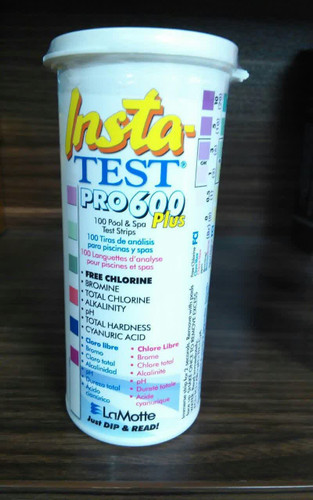 Insta-
TEST®
PRO600
Plus
100 Pool & Spa
Test Strips
100 Tiras de análisis
para piscinas y spas
100 Languettes d'analyse
pour piscines et spas
• FREE CHLORINE
• BROMINE
• TOTAL CHLORINE
• ALKALINITY
• pH
• TOTAL HARDNESS
• CYANURIC ACID
• Cloro libre
• Bromo
• Cloro total
• Alcalinidad
• pH
• Dureza total
• Acido
cianúrico
• Chlore Libre
• Brome
• Chlore total
• Alcalinité
• pH
• Dureté totale
• Acide
cyanurique
LaMotte
Just DIP & READ!
OK
FCl